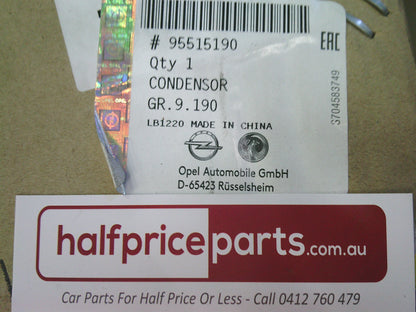 # 95515190
Qty 1
CONDENSOR
GR.9.190
LB1220 MADE IN CHINA
Opel Automobile GmbH
D-65423 Rüsselsheim
EAC
S704583749
halfpriceparts.com.au
Car Parts For Half Price Or Less - Call 0412 760 479